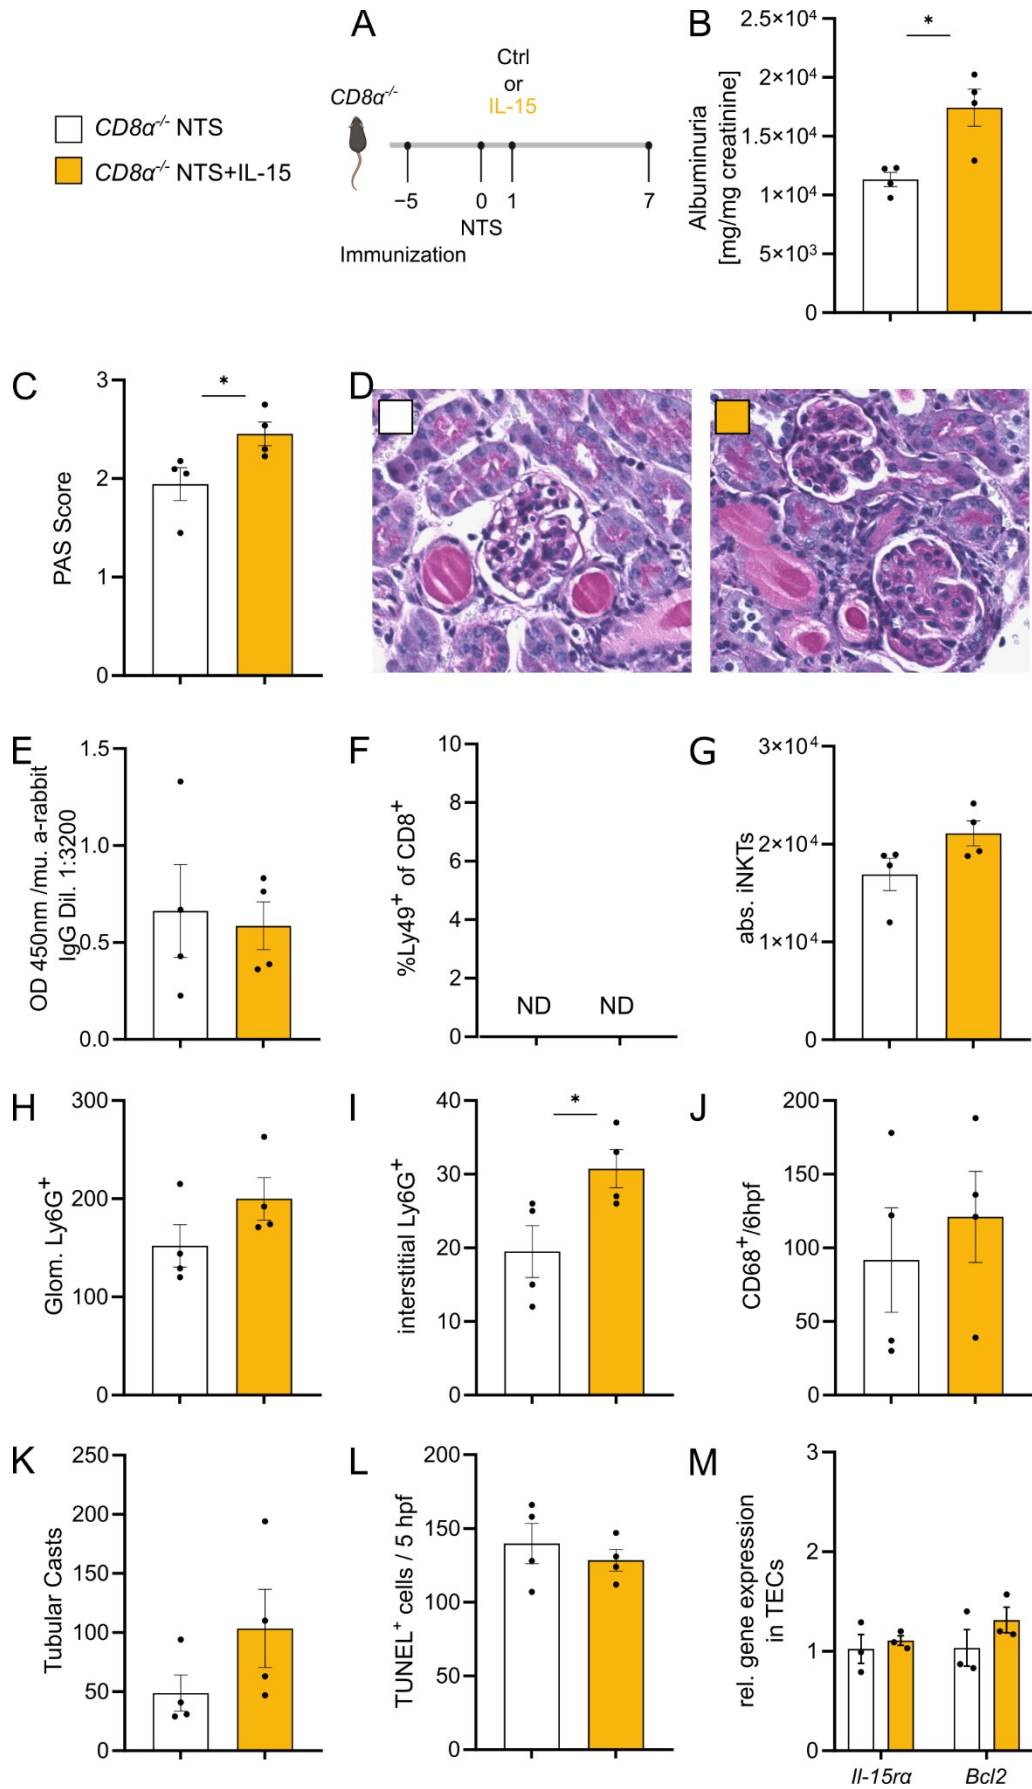 A
Ctrl
or
IL-15
CD8α-/-
−5
0
1
7
NTS
Immunization
CD8α-/- NTS
CD8α-/- NTS+IL-15
B
Albuminuria
[mg/mg creatinine]
2.5×10⁴
2×10⁴
1.5×10⁴
1×10⁴
5×10³
0
*
C
PAS Score
3
2
1
0
*
D
E
OD 450nm /mu. a-rabbit
IgG Dil. 1:3200
1.5
1.0
0.5
0.0
F
%Ly49⁺ of CD8⁺
10
8
6
4
2
0
ND
ND
G
abs. iNKTs
3×10⁴
2×10⁴
1×10⁴
0
H
Glom. Ly6G⁺
300
200
100
0
I
interstitial Ly6G⁺
40
30
20
10
0
*
J
CD68⁺/6hpf
200
150
100
50
0
K
Tubular Casts
250
200
150
100
50
0
L
TUNEL⁺ cells / 5 hpf
200
150
100
50
0
M
rel. gene expression
in TECs
3
2
1
0
Il-15rα
Bcl2